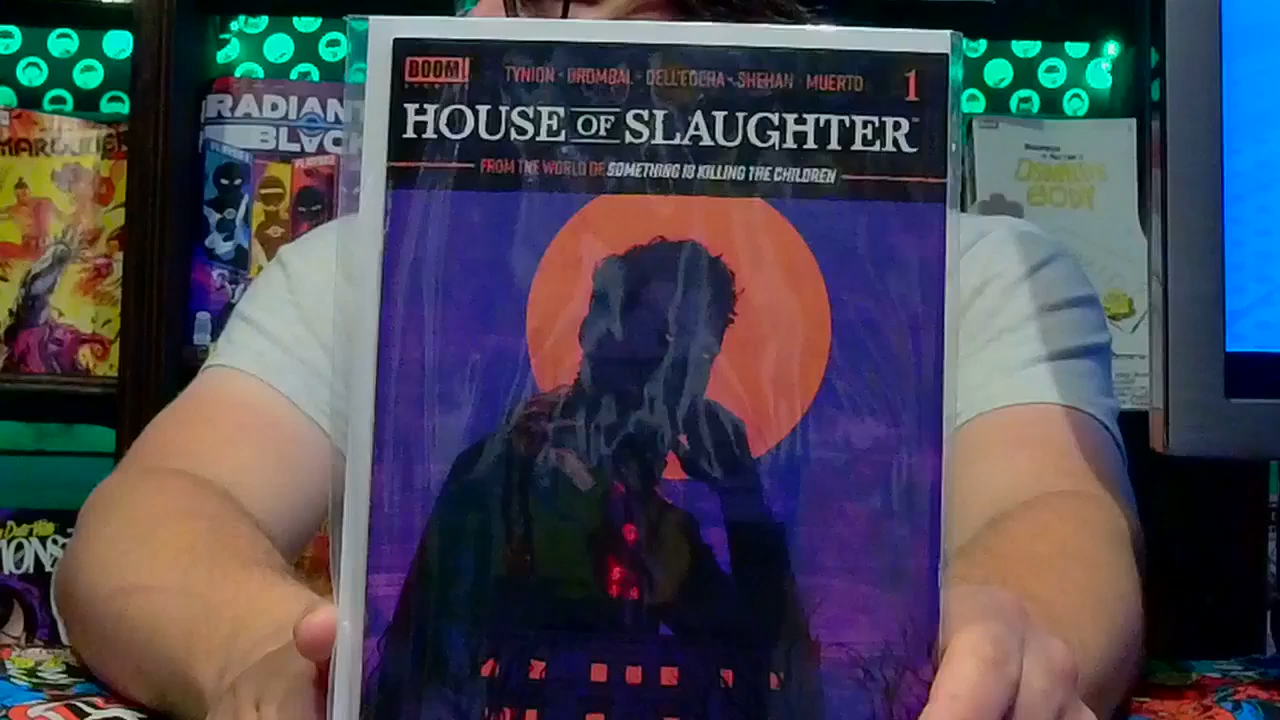 BOOM!
TYNION · BROMBAL · DELL'EDERA · SHEHAN · MUERTO
1
HOUSE OF SLAUGHTER
FROM THE WORLD OF SOMETHING IS KILLING THE CHILDREN
RADIANT
BLACK